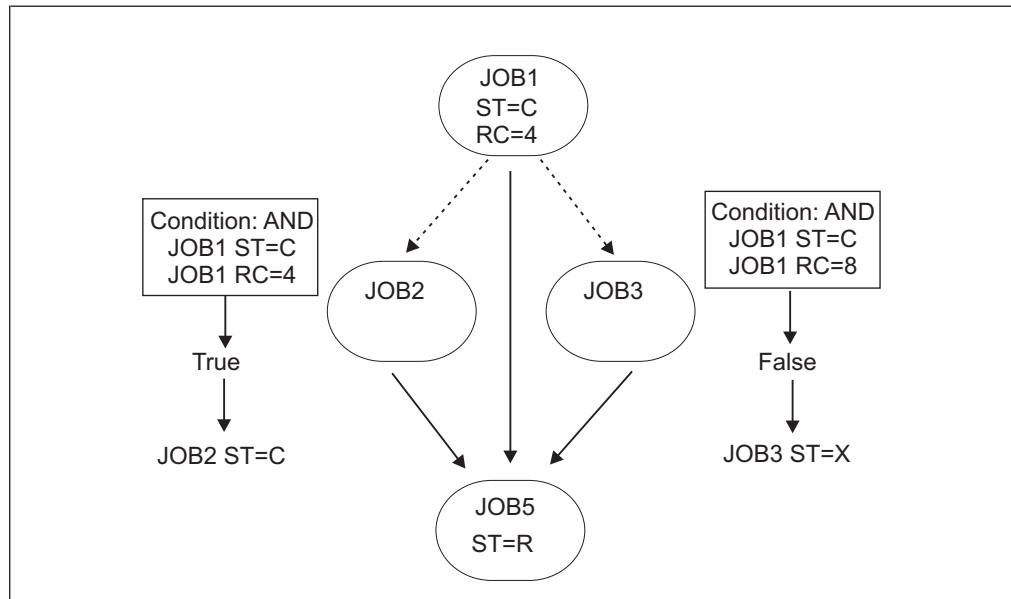 JOB1
ST=C
RC=4
Condition: AND
JOB1 ST=C
JOB1 RC=4
True
JOB2 ST=C
JOB2
JOB3
Condition: AND
JOB1 ST=C
JOB1 RC=8
False
JOB3 ST=X
JOB5
ST=R